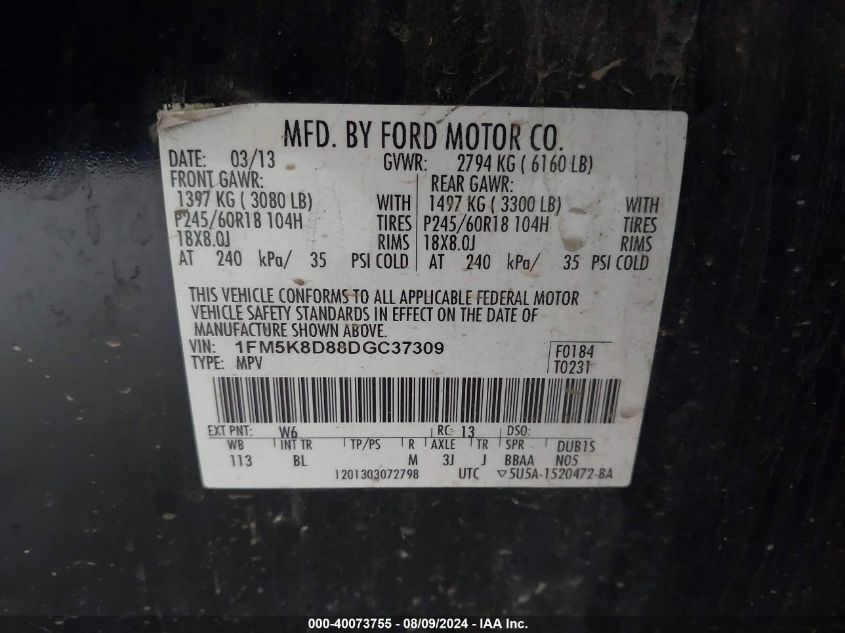 MFD. BY FORD MOTOR CO.
DATE: 03/13 GVWR: 2794 KG ( 6160 LB)
FRONT GAWR: REAR GAWR:
1397 KG ( 3080 LB) WITH 1497 KG ( 3300 LB) WITH
P245/60R18 104H TIRES P245/60R18 104H TIRES
18X8.0J RIMS 18X8.0J RIMS
AT 240 kPa/ 35 PSI COLD AT 240 kPa/ 35 PSI COLD
THIS VEHICLE CONFORMS TO ALL APPLICABLE FEDERAL MOTOR
VEHICLE SAFETY STANDARDS IN EFFECT ON THE DATE OF
MANUFACTURE SHOWN ABOVE.
VIN: 1FM5K8D88DGC37309 F0184
TYPE: MPV T0231
EXT PNT: W6 RC: 13 DSO:
WB INT TR TP/PS R AXLE TR SPR DUB1S
113 BL M 3J J BBAA N05
1201303072798 UTC ▽5U5A-1520472-BA
000-40073755 - 08/09/2024 - IAA Inc.